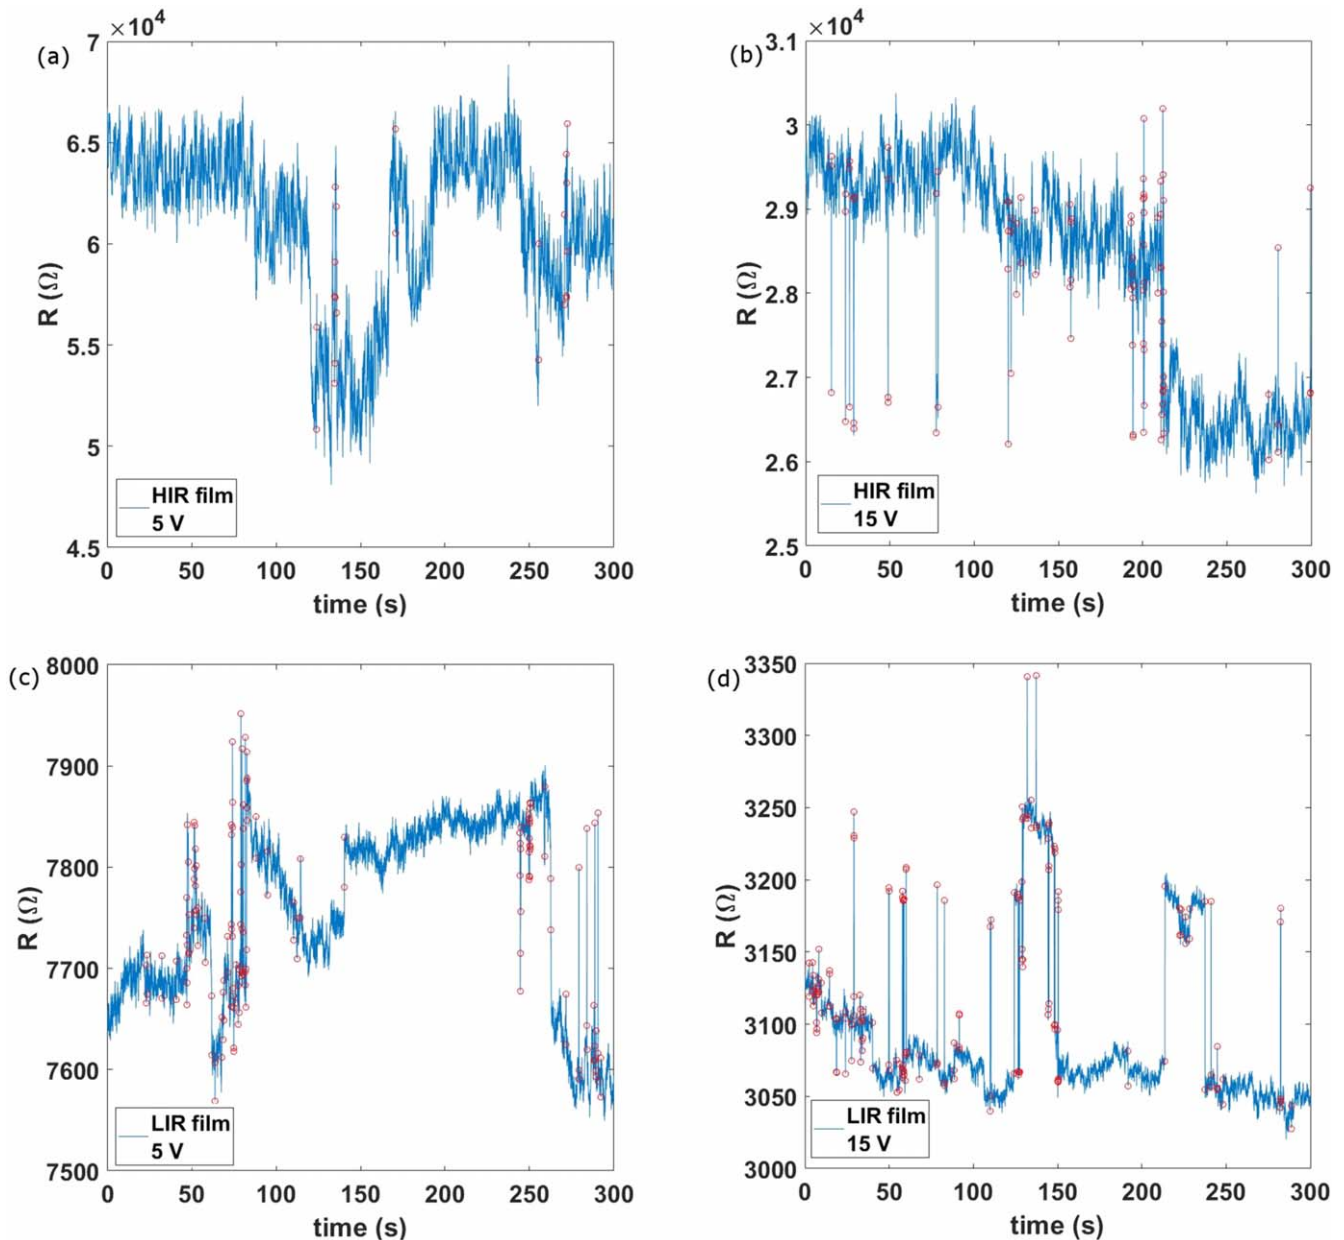 (a)
×10⁴
7
6.5
6
5.5
5
4.5
R (Ω)
HIR film
5 V
0 50 100 150 200 250 300
time (s)
(b)
×10⁴
3.1
3
2.9
2.8
2.7
2.6
2.5
R (Ω)
HIR film
15 V
0 50 100 150 200 250 300
time (s)
(c)
8000
7900
7800
7700
7600
7500
R (Ω)
LIR film
5 V
0 50 100 150 200 250 300
time (s)
(d)
3350
3300
3250
3200
3150
3100
3050
3000
R (Ω)
LIR film
15 V
0 50 100 150 200 250 300
time (s)